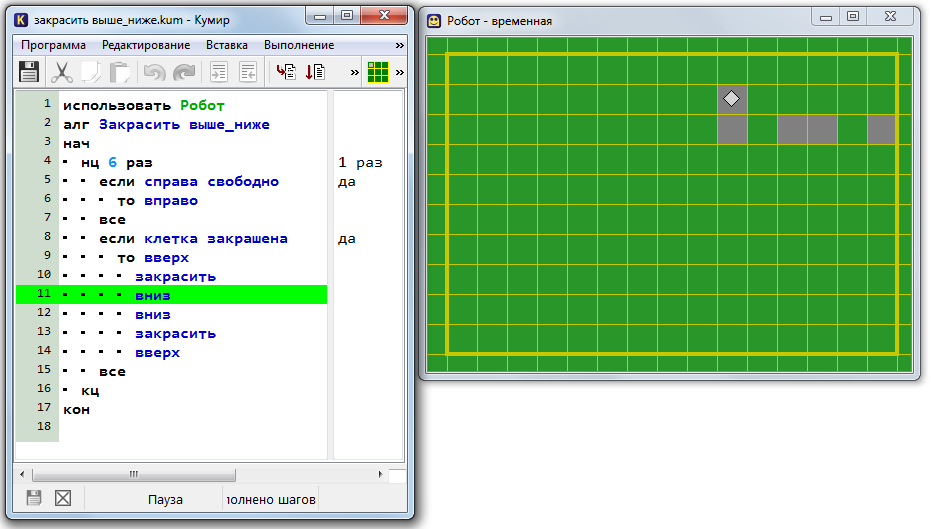 закрасить выше_ниже.kum - Кумир
Программа Редактирование Вставка Выполнение »
» »
1 использовать Робот
2 алг Закрасить выше_ниже
3 нач
4 нц 6 раз 1 раз
5 если справа свободно да
6 то вправо
7 все
8 если клетка закрашена да
9 то вверх
10 закрасить
11 вниз
12 вниз
13 закрасить
14 вверх
15 все
16 кц
17 кон
18
Пауза полнено шагов
Робот - временная